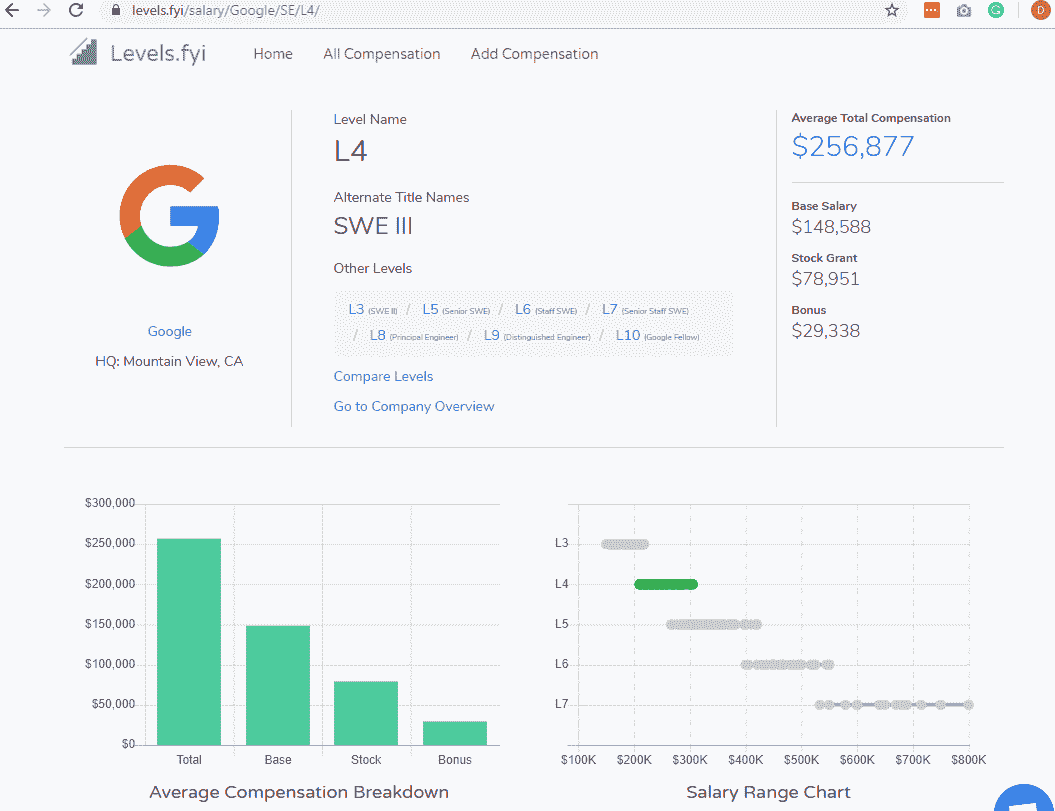 levels.fyi/salary/Google/SE/L4/
D
Levels.fyi Home All Compensation Add Compensation
Level Name
L4
Alternate Title Names
SWE III
Other Levels
L3 (SWE II) / L5 (Senior SWE) / L6 (Staff SWE) / L7 (Senior Staff SWE)
/ L8 (Principal Engineer) / L9 (Distinguished Engineer) / L10 (Google Fellow)
Compare Levels
Go to Company Overview
Google
HQ: Mountain View, CA
Average Total Compensation
$256,877
Base Salary
$148,588
Stock Grant
$78,951
Bonus
$29,338
$300,000
$250,000
$200,000
$150,000
$100,000
$50,000
$0
Total Base Stock Bonus
Average Compensation Breakdown
L3
L4
L5
L6
L7
$100K $200K $300K $400K $500K $600K $700K $800K
Salary Range Chart